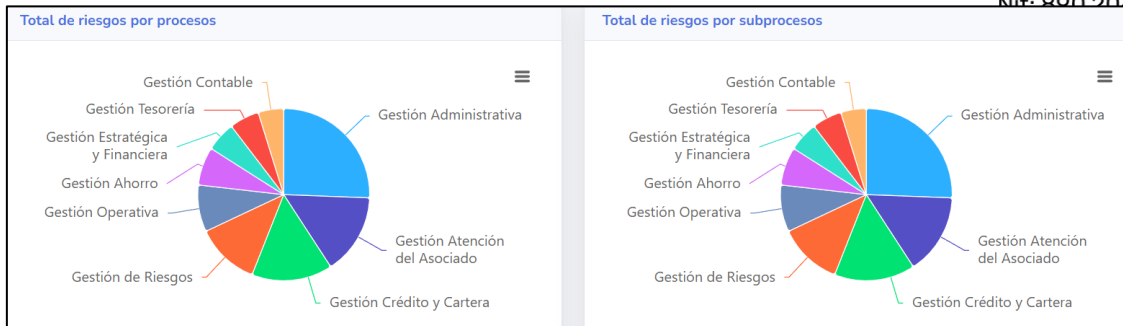 Total de riesgos por procesos
Gestión Contable
Gestión Tesorería
Gestión Estratégica
y Financiera
Gestión Ahorro
Gestión Operativa
Gestión de Riesgos
Gestión Administrativa
Gestión Atención
del Asociado
Gestión Crédito y Cartera
Total de riesgos por subprocesos
Gestión Contable
Gestión Tesorería
Gestión Estratégica
y Financiera
Gestión Ahorro
Gestión Operativa
Gestión de Riesgos
Gestión Administrativa
Gestión Atención
del Asociado
Gestión Crédito y Cartera